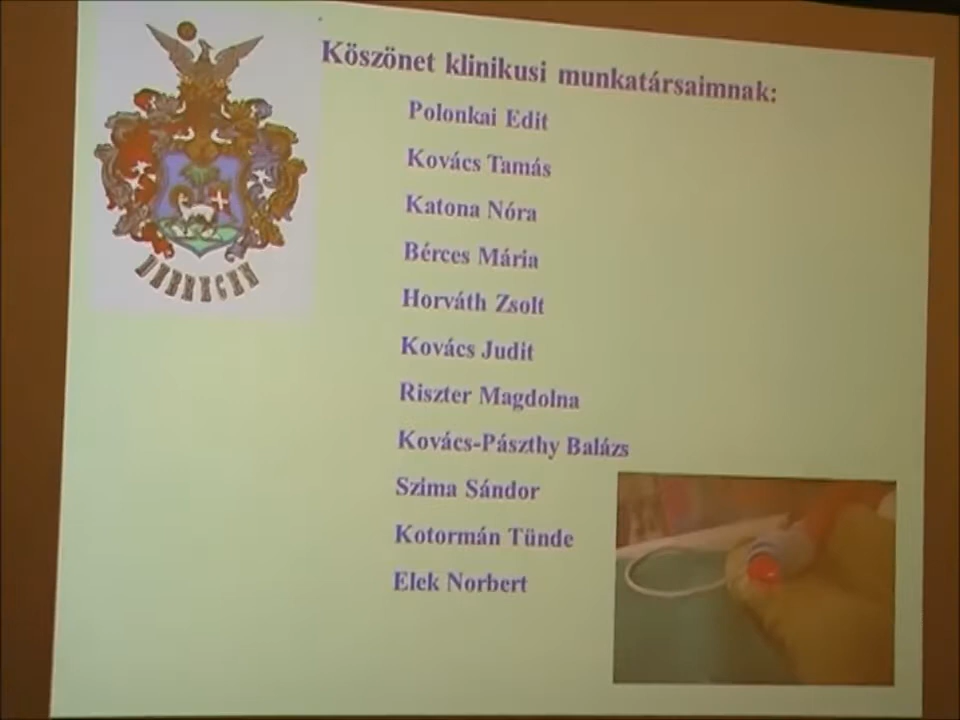 Köszönet klinikusi munkatársaimnak:
Polonkai Edit
Kovács Tamás
Katona Nóra
Bérces Mária
Horváth Zsolt
Kovács Judit
Riszter Magdolna
Kovács-Pászthy Balázs
Szima Sándor
Kotormán Tünde
Elek Norbert
DEBRECEN